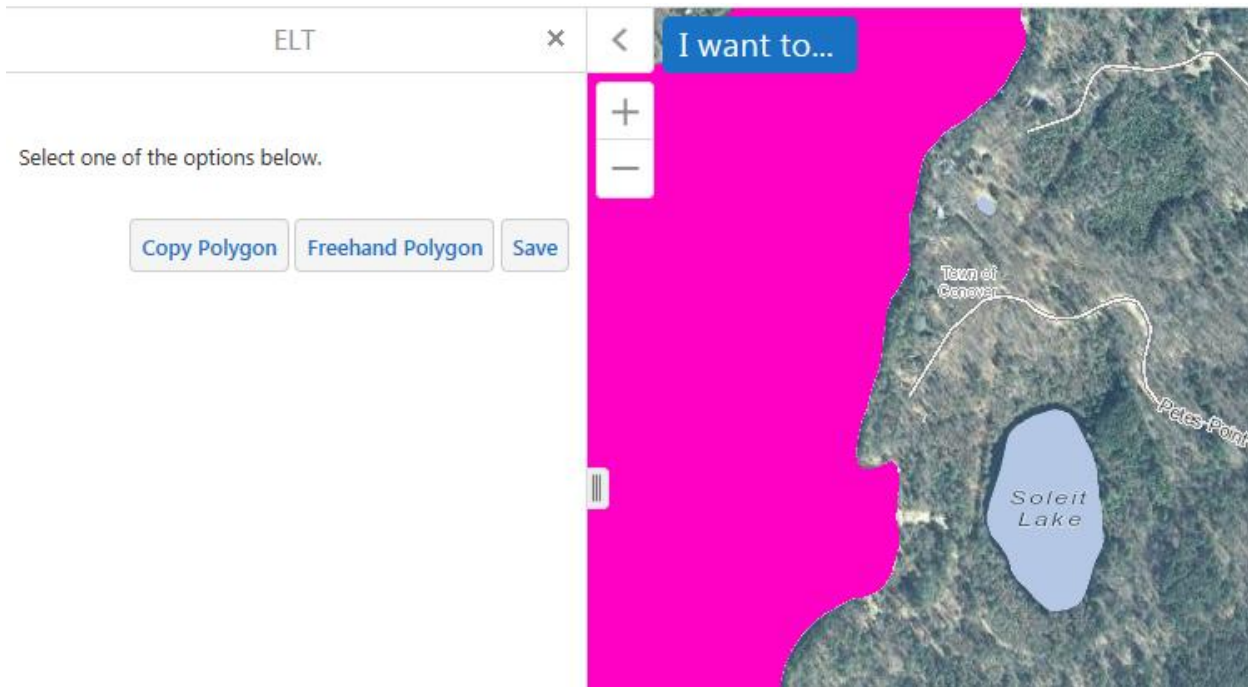 ELT
I want to...
Select one of the options below.
Copy Polygon
Freehand Polygon
Save
Town of
Conover
Petes Point
Soleit
Lake